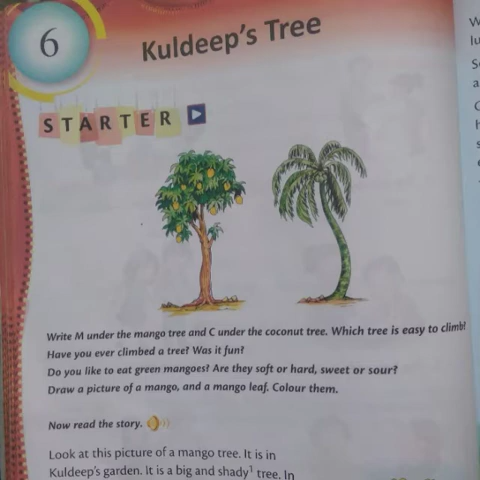 6
Kuldeep's Tree
STARTER
Write M under the mango tree and C under the coconut tree. Which tree is easy to climb?
Have you ever climbed a tree? Was it fun?
Do you like to eat green mangoes? Are they soft or hard, sweet or sour?
Draw a picture of a mango, and a mango leaf. Colour them.
Now read the story.
Look at this picture of a mango tree. It is in
Kuldeep's garden. It is a big and shady¹ tree. In